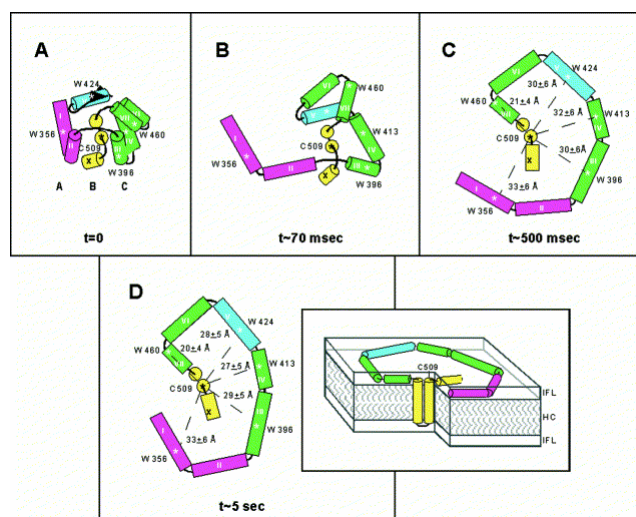 A
W 424
W 356
W 460
C509
X
W 396
A B C
t=0
B
W 460
W 413
C509
X
W 356
W 396
t~70 msec
C
W 424
30±6 Å
W 460
21±4 Å
32±6 Å
W 413
C509
X
30±6Å
W 396
33±6 Å
W 356
t~500 msec
D
W 424
28±5 Å
W 460
20±4 Å
27±5 Å
W 413
C509
29±5 Å
X
33±6 Å
W 396
W 356
t~5 sec
C509
IFL
HC
IFL